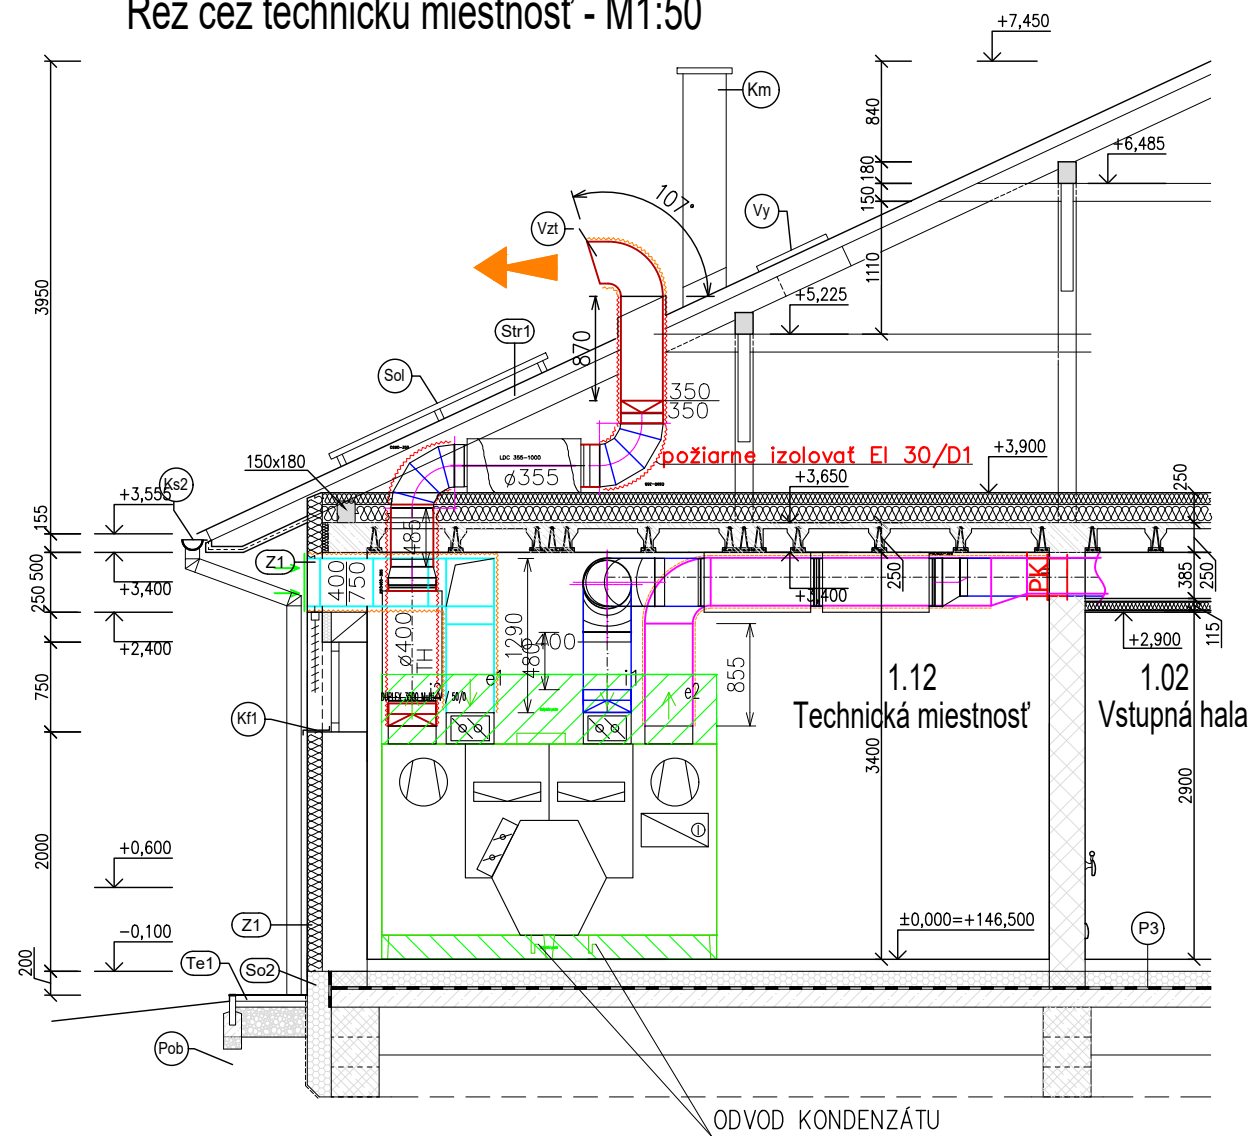 Rez cez technickú miestnosť - M1:50
+7,450
Km
840
+6,485
180
150
107°
Vy
Vzt
1110
3950
+5,225
Str1
870
Sol
350
350
LDC 355-1000
ø355
požiarne izolovať EI 30/D1
+3,900
150x180
+3,650
250
Ks2
+3,555
155
485
Z1
400
750
500
250
+3,400
+3,400
250
PK
385
250
+2,400
+2,900
115
ø400
TH
1290
480
400
855
750
i2
e1
i1
e2
1.12
Technická miestnosť
1.02
Vstupná hala
Kf1
3400
2900
2000
+0,600
Z1
-0,100
±0,000=+146,500
P3
200
Te1
So2
Pob
ODVOD KONDENZÁTU